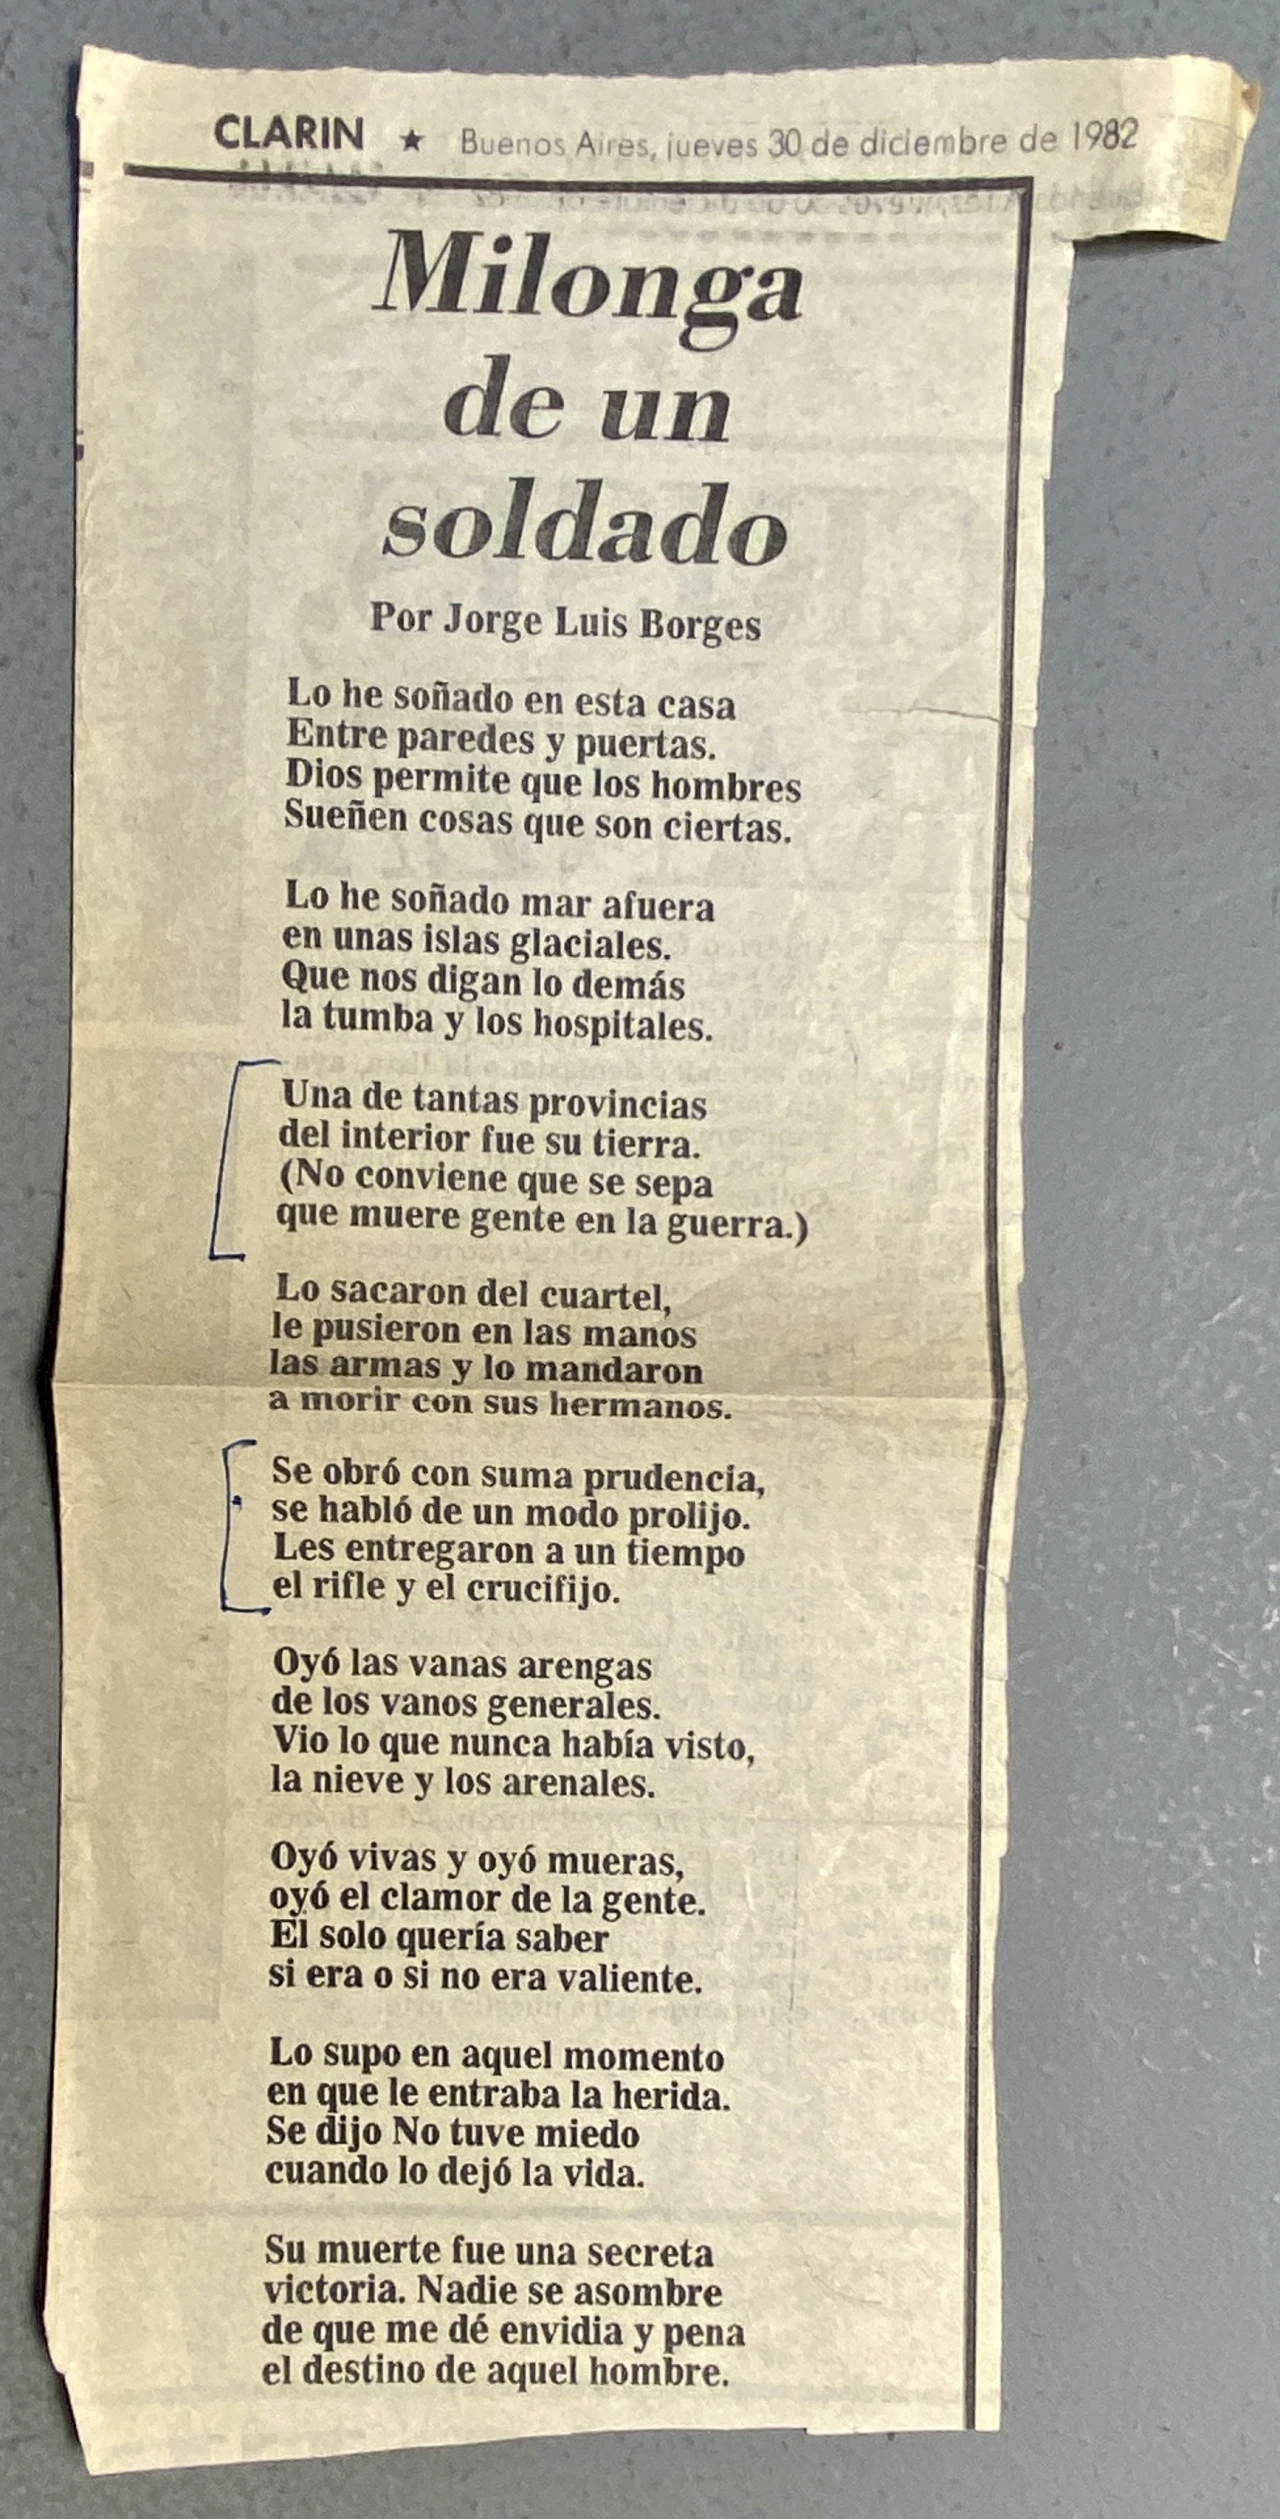 CLARIN ★ Buenos Aires, jueves 30 de diciembre de 1982
Milonga
de un
soldado
Por Jorge Luis Borges
Lo he soñado en esta casa
Entre paredes y puertas.
Dios permite que los hombres
Sueñen cosas que son ciertas.
Lo he soñado mar afuera
en unas islas glaciales.
Que nos digan lo demás
la tumba y los hospitales.
Una de tantas provincias
del interior fue su tierra.
(No conviene que se sepa
que muere gente en la guerra.)
Lo sacaron del cuartel,
le pusieron en las manos
las armas y lo mandaron
a morir con sus hermanos.
Se obró con suma prudencia,
se habló de un modo prolijo.
Les entregaron a un tiempo
el rifle y el crucifijo.
Oyó las vanas arengas
de los vanos generales.
Vio lo que nunca había visto,
la nieve y los arenales.
Oyó vivas y oyó mueras,
oyó el clamor de la gente.
El solo quería saber
si era o si no era valiente.
Lo supo en aquel momento
en que le entraba la herida.
Se dijo No tuve miedo
cuando lo dejó la vida.
Su muerte fue una secreta
victoria. Nadie se asombre
de que me dé envidia y pena
el destino de aquel hombre.